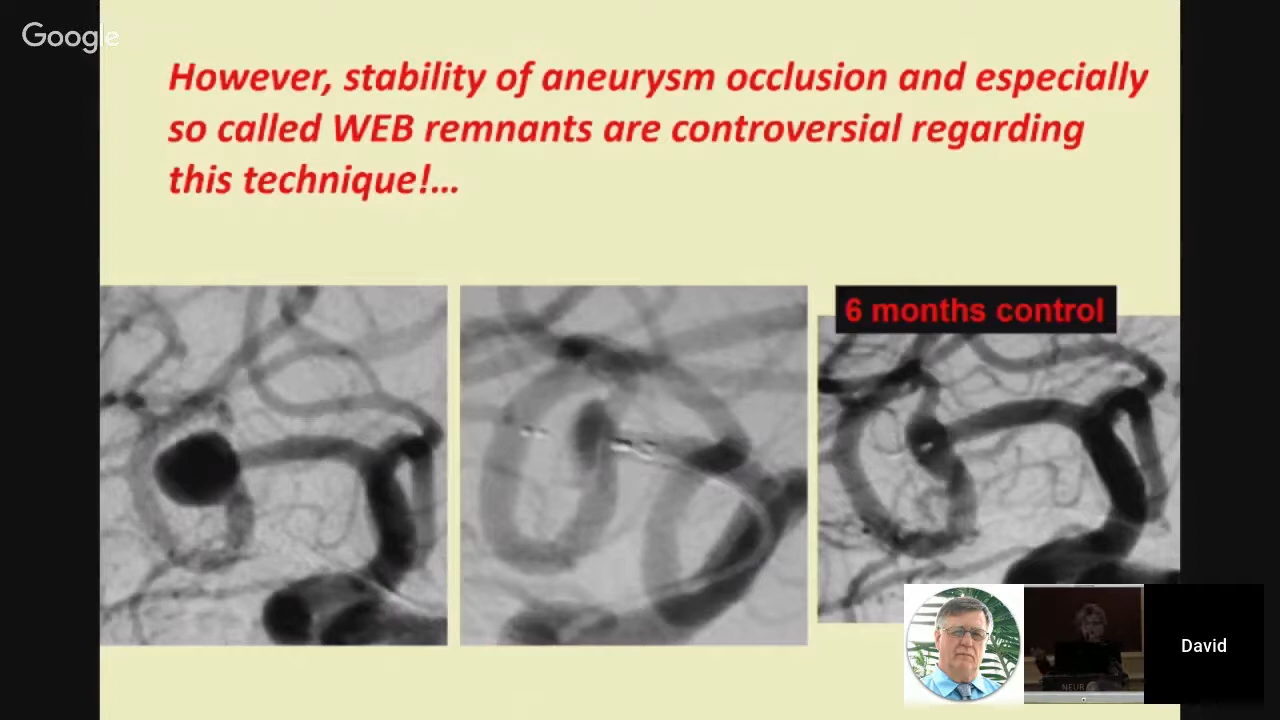 Google
However, stability of aneurysm occlusion and especially
so called WEB remnants are controversial regarding
this technique!...
6 months control
David
NEUR